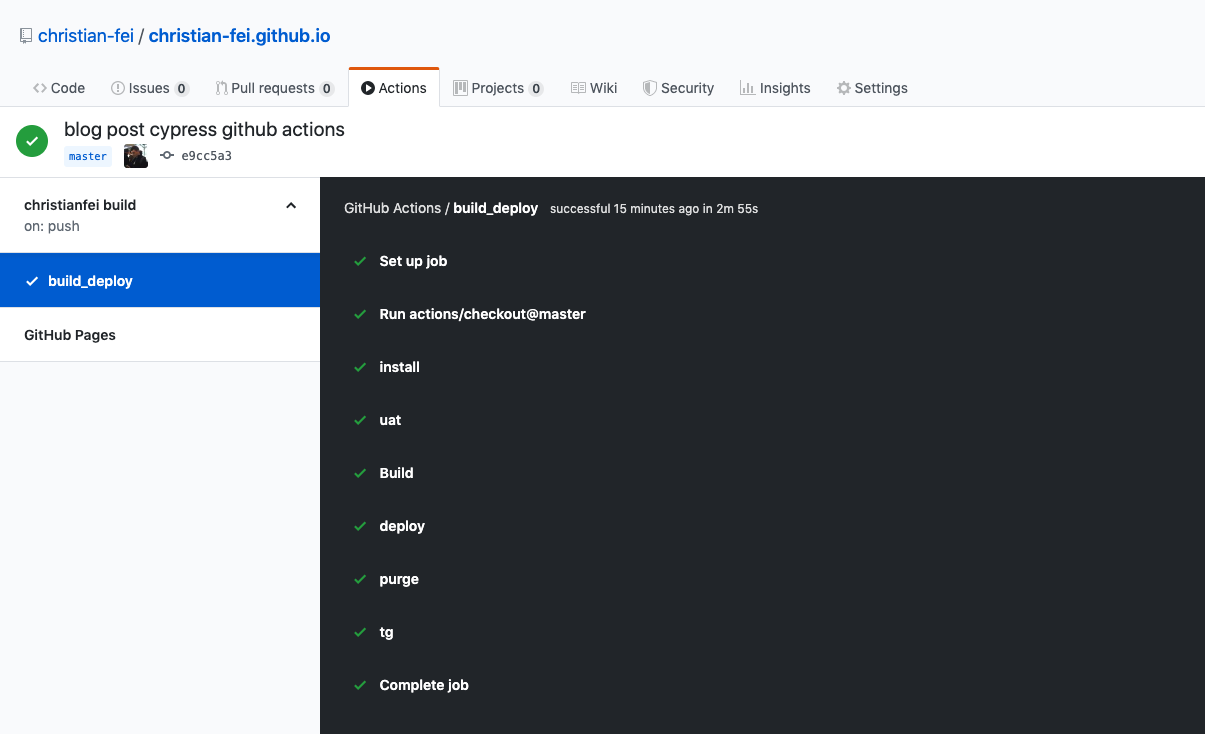 christian-fei / christian-fei.github.io
Code Issues 0 Pull requests 0 Actions Projects 0 Wiki Security Insights Settings
blog post cypress github actions
master e9cc5a3
christianfei build
on: push
build_deploy
GitHub Pages
GitHub Actions / build_deploy successful 15 minutes ago in 2m 55s
Set up job
Run actions/checkout@master
install
uat
Build
deploy
purge
tg
Complete job